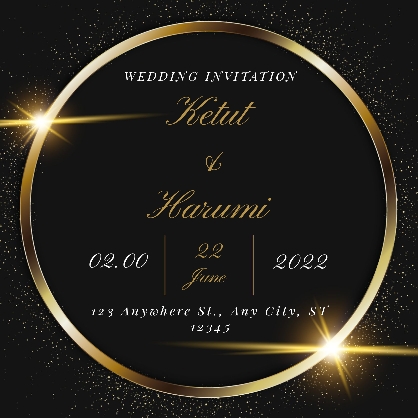 WEDDING INVITATION
Ketut
&
Harumi
02.00
22
June
2022
123 Anywhere St., Any City, ST
12345